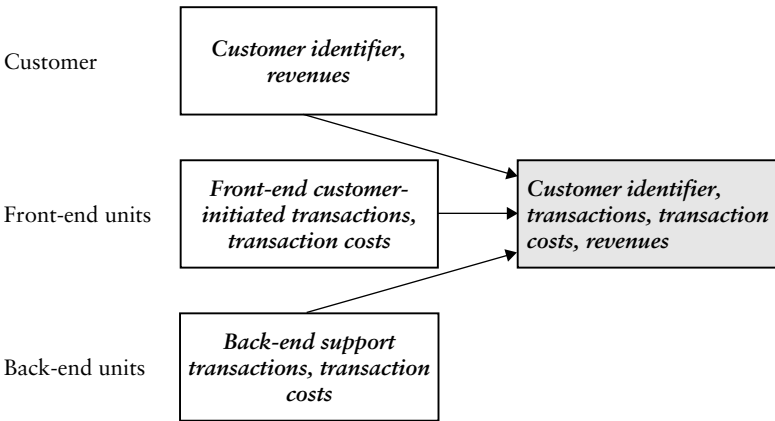 Customer
Customer identifier,
revenues
Front-end units
Front-end customer-
initiated transactions,
transaction costs
Customer identifier,
transactions, transaction
costs, revenues
Back-end units
Back-end support
transactions, transaction
costs